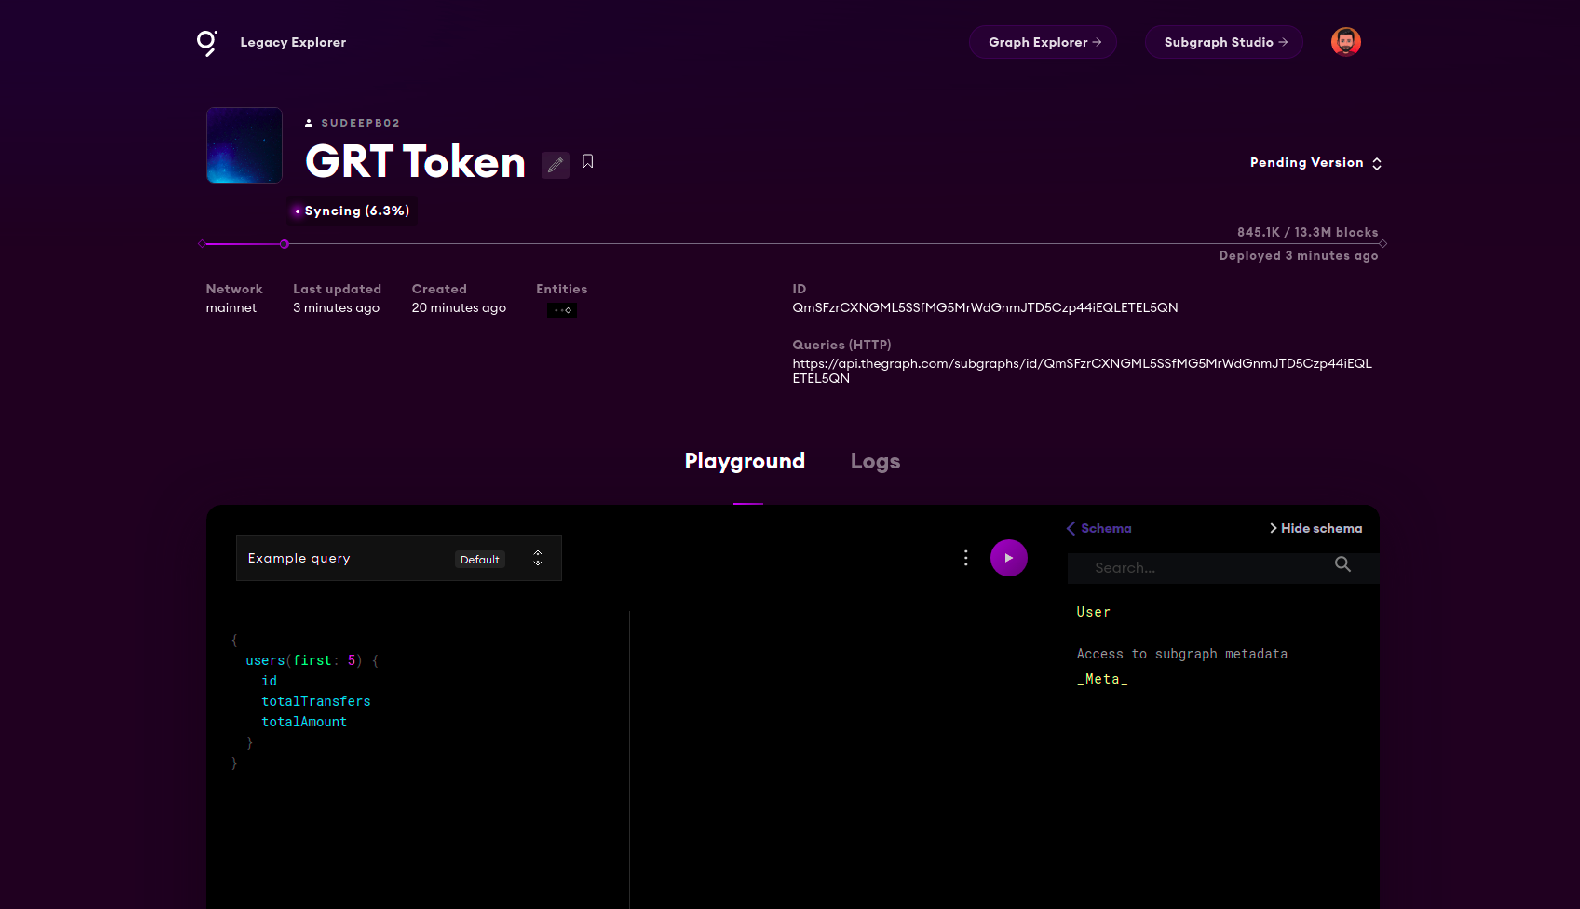 Legacy Explorer
Graph Explorer →
Subgraph Studio →
SUDEEPB02
GRT Token
Pending Version
Syncing (6.3%)
845.1K / 13.3M blocks
Deployed 3 minutes ago
Network
mainnet
Last updated
3 minutes ago
Created
20 minutes ago
Entities
ID
QmSFzrCXNGML5SSfMG5MrWdGnmJTD5Czp44iEQLETEL5QN
Queries (HTTP)
https://api.thegraph.com/subgraphs/id/QmSFzrCXNGML5SSfMG5MrWdGnmJTD5Czp44iEQL
ETEL5QN
Playground
Logs
Example query
Default
Schema
Hide schema
Search...
{
users(first: 5) {
id
totalTransfers
totalAmount
}
}
User
Access to subgraph metadata
_Meta_